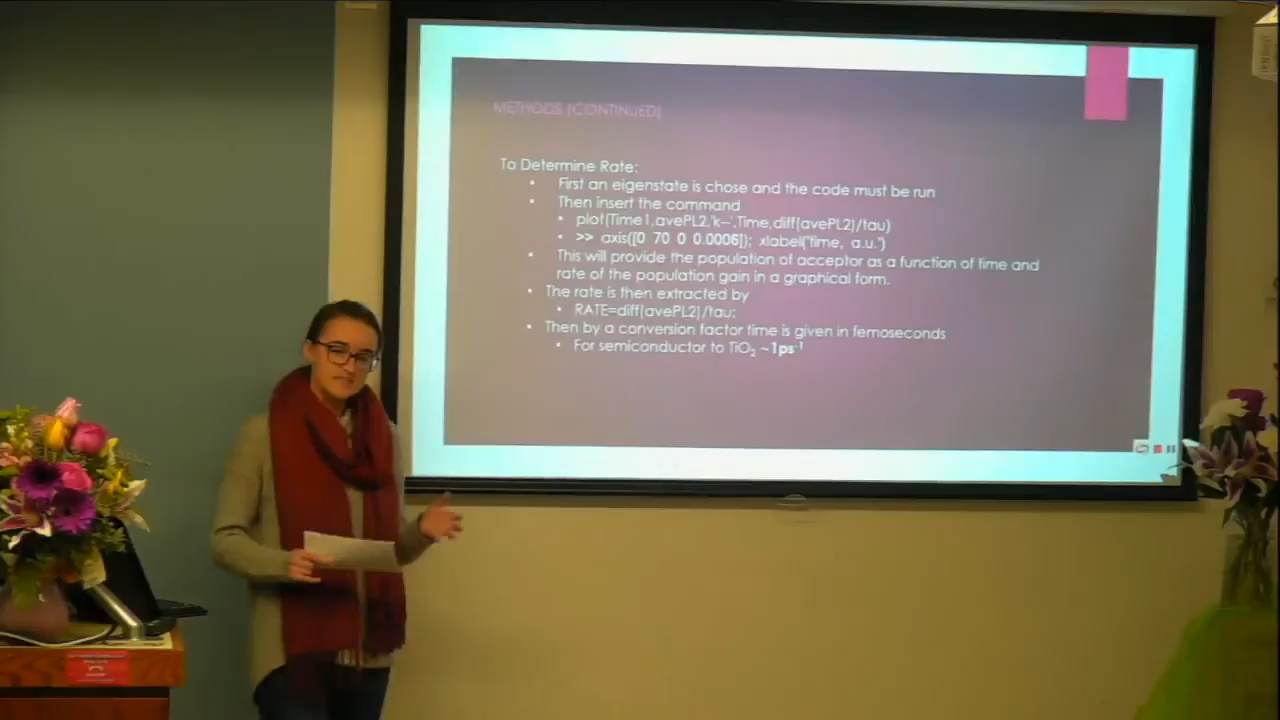 METHODS (CONTINUED)
To Determine Rate:
• First an eigenstate is chose and the code must be run
• Then insert the command
• plot(Time1,avePL2,'k--',Time,diff(avePL2)/tau)
• >> axis([0 70 0 0.0006]); xlabel('time, a.u.')
• This will provide the population of acceptor as a function of time and
rate of the population gain in a graphical form.
• The rate is then extracted by
• RATE=diff(avePL2)/tau;
• Then by a conversion factor time is given in femoseconds
• For semiconductor to TiO₂ ~1ps⁻¹